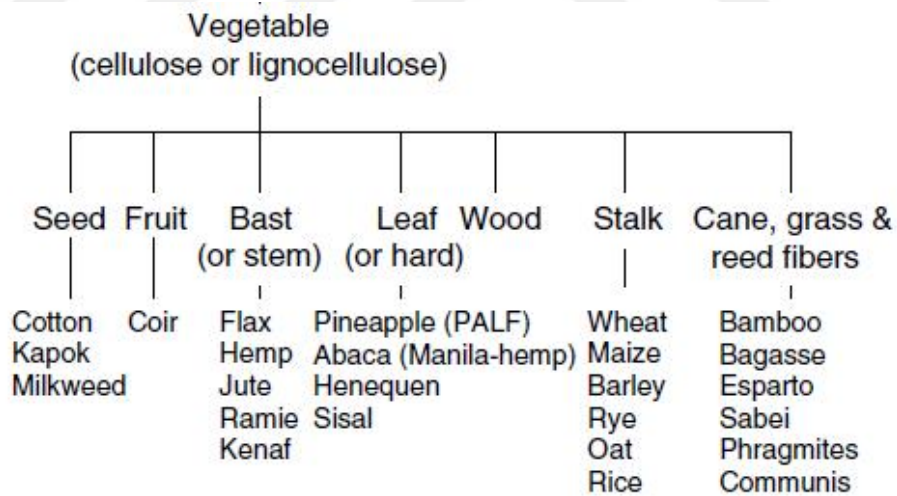 Vegetable
(cellulose or lignocellulose)
Seed Fruit Bast (or stem) Leaf (or hard) Wood Stalk Cane, grass & reed fibers
Cotton
Kapok
Milkweed
Coir
Flax
Hemp
Jute
Ramie
Kenaf
Pineapple (PALF)
Abaca (Manila-hemp)
Henequen
Sisal
Wheat
Maize
Barley
Rye
Oat
Rice
Bamboo
Bagasse
Esparto
Sabei
Phragmites
Communis